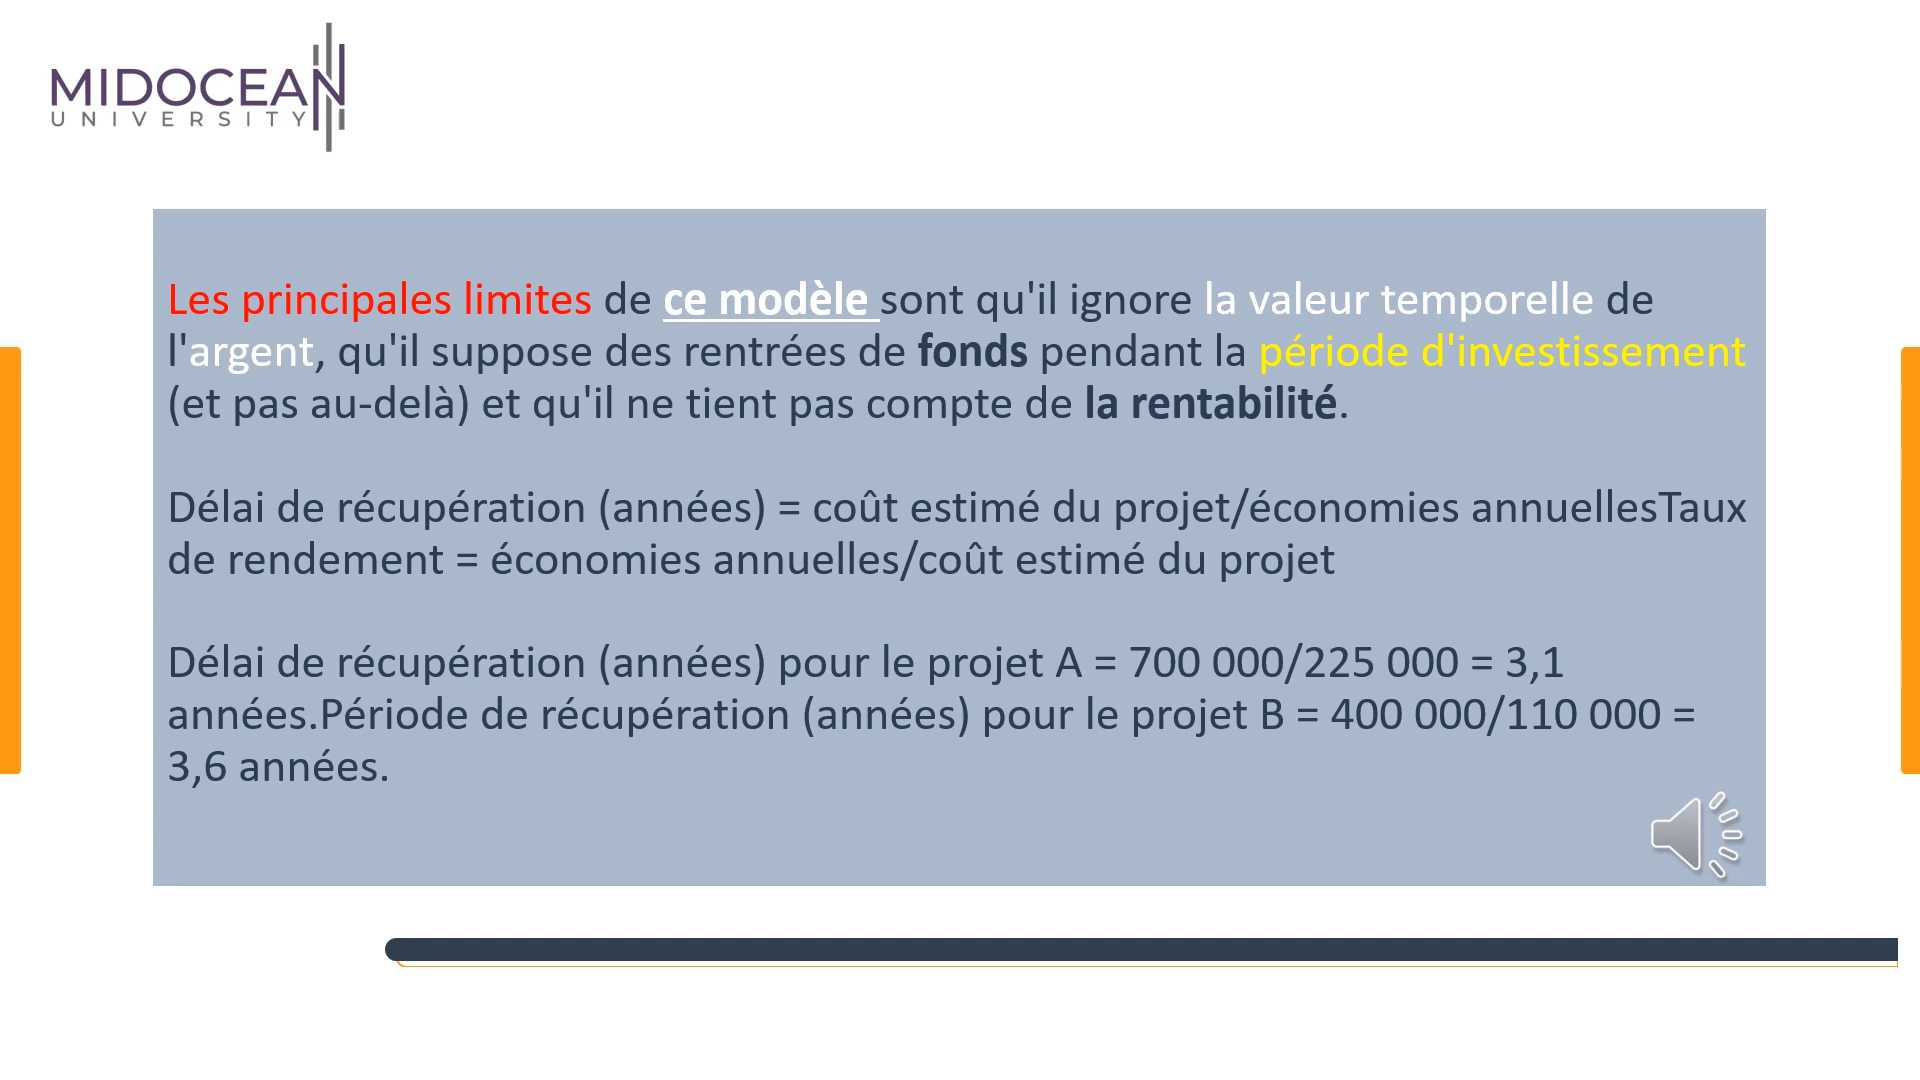 MIDOCEAN
UNIVERSITY
Les principales limites de ce modèle sont qu'il ignore la valeur temporelle de
l'argent, qu'il suppose des rentrées de fonds pendant la période d'investissement
(et pas au-delà) et qu'il ne tient pas compte de la rentabilité.
Délai de récupération (années) = coût estimé du projet/économies annuellesTaux
de rendement = économies annuelles/coût estimé du projet
Délai de récupération (années) pour le projet A = 700 000/225 000 = 3,1
années.Période de récupération (années) pour le projet B = 400 000/110 000 =
3,6 années.